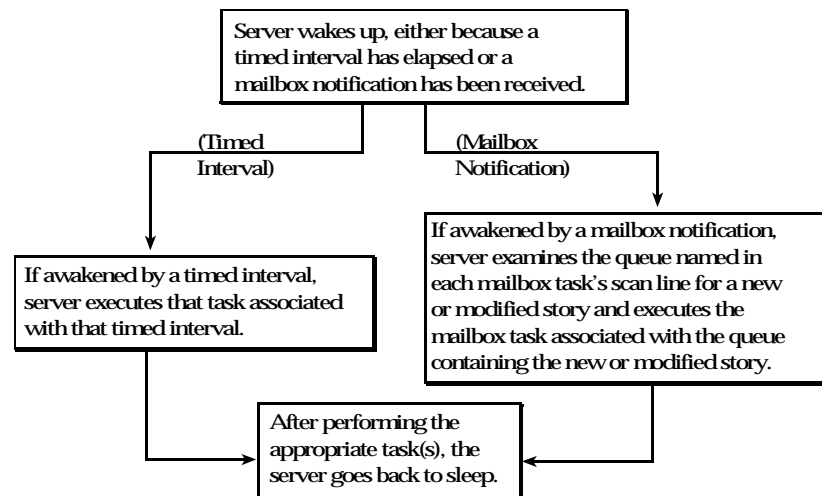 Server wakes up, either because a
timed interval has elapsed or a
mailbox notification has been received.
(Timed
Interval)
(Mailbox
Notification)
If awakened by a timed interval,
server executes that task associated
with that timed interval.
If awakened by a mailbox notification,
server examines the queue named in
each mailbox task's scan line for a new
or modified story and executes the
mailbox task associated with the queue
containing the new or modified story.
After performing the
appropriate task(s), the
server goes back to sleep.